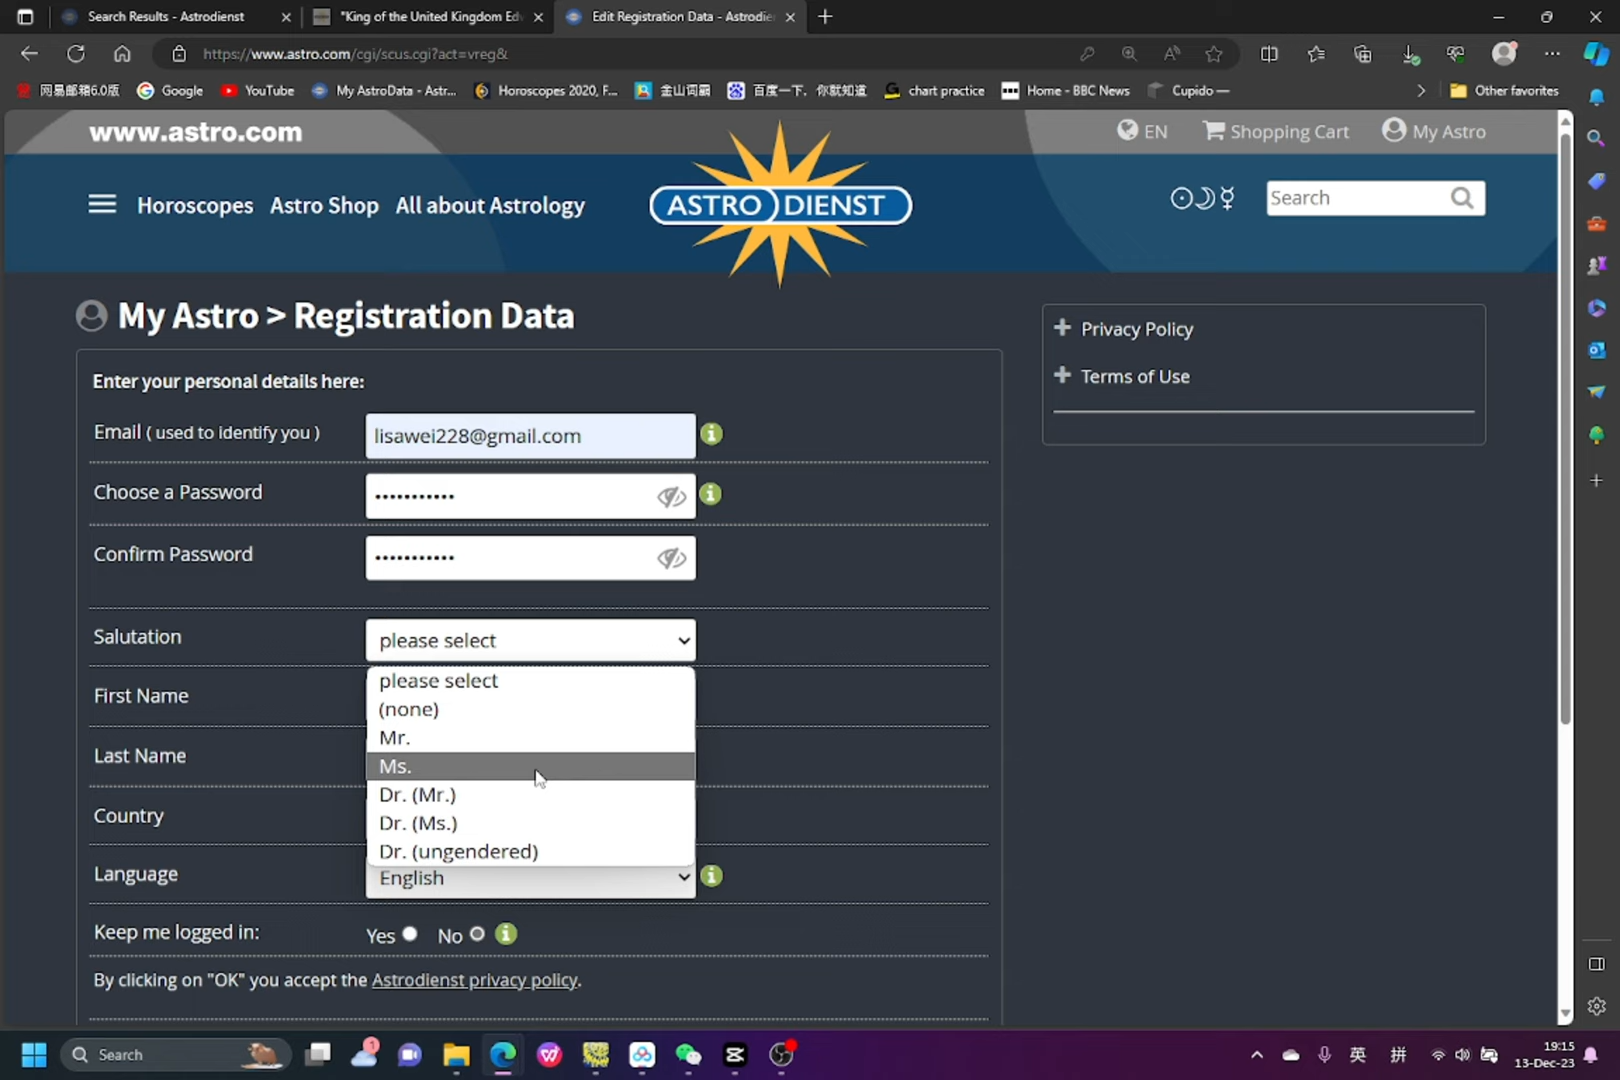 Search Results - Astrodienst
"King of the United Kingdom Ed
Edit Registration Data - Astrodie
https://www.astro.com/cgi/scus.cgi?act=vreg&
网易邮箱6.0版
Google
YouTube
My AstroData - Astr...
Horoscopes 2020, F...
金山词霸
百度一下，你就知道
chart practice
Home - BBC News
Cupido —
Other favorites
www.astro.com
EN
Shopping Cart
My Astro
Horoscopes
Astro Shop
All about Astrology
ASTRO DIENST
Search
My Astro > Registration Data
Privacy Policy
Terms of Use
Enter your personal details here:
Email ( used to identify you )
lisawei228@gmail.com
Choose a Password
•••••••••••
Confirm Password
•••••••••••
Salutation
please select
please select
(none)
Mr.
Ms.
Dr. (Mr.)
Dr. (Ms.)
Dr. (ungendered)
First Name
Last Name
Country
Language
English
Keep me logged in:
Yes
No
By clicking on "OK" you accept the Astrodienst privacy policy.
Search
1
英
拼
19:15
13-Dec-23